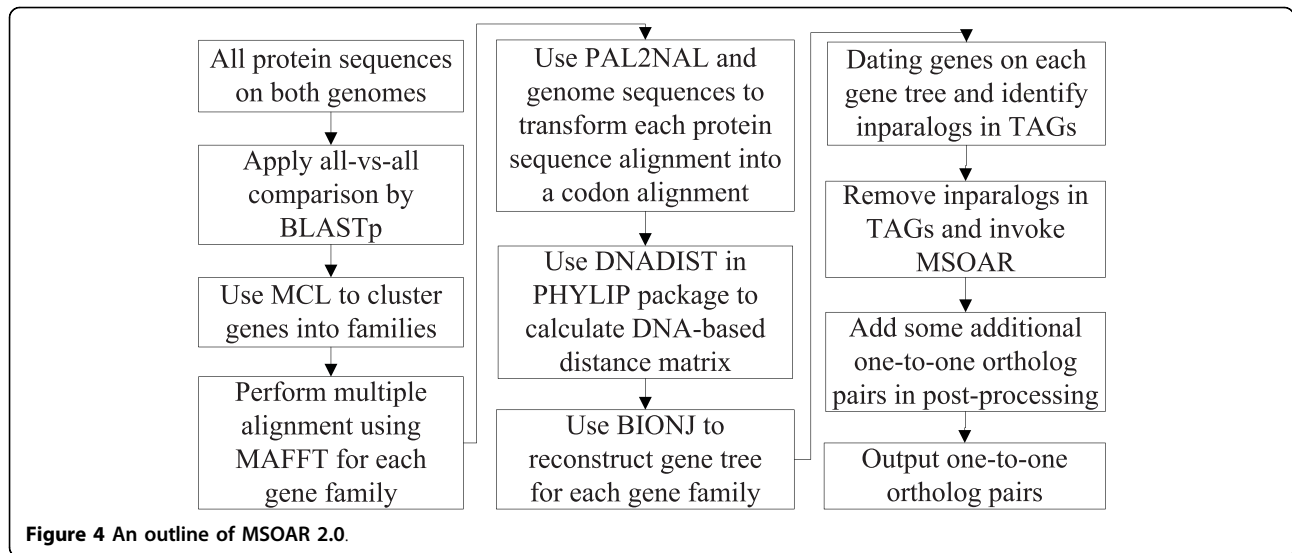 All protein sequences
on both genomes
Apply all-vs-all
comparison by
BLASTp
Use MCL to cluster
genes into families
Perform multiple
alignment using
MAFFT for each
gene family
Use PAL2NAL and
genome sequences to
transform each protein
sequence alignment into
a codon alignment
Use DNADIST in
PHYLIP package to
calculate DNA-based
distance matrix
Use BIONJ to
reconstruct gene tree
for each gene family
Dating genes on each
gene tree and identify
inparalogs in TAGs
Remove inparalogs in
TAGs and invoke
MSOAR
Add some additional
one-to-one ortholog
pairs in post-processing
Output one-to-one
ortholog pairs
Figure 4 An outline of MSOAR 2.0.